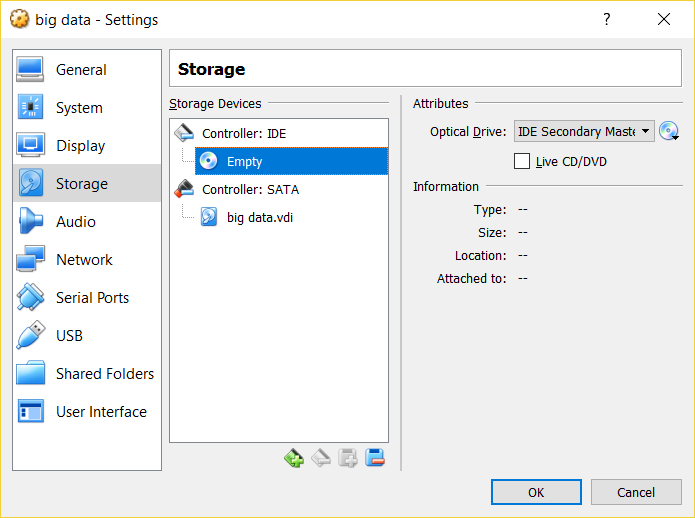 big data - Settings
?
General
System
Display
Storage
Audio
Network
Serial Ports
USB
Shared Folders
User Interface
Storage
Storage Devices
Controller: IDE
Empty
Controller: SATA
big data.vdi
Attributes
Optical Drive: IDE Secondary Maste
Live CD/DVD
Information
Type: --
Size: --
Location: --
Attached to: --
OK
Cancel